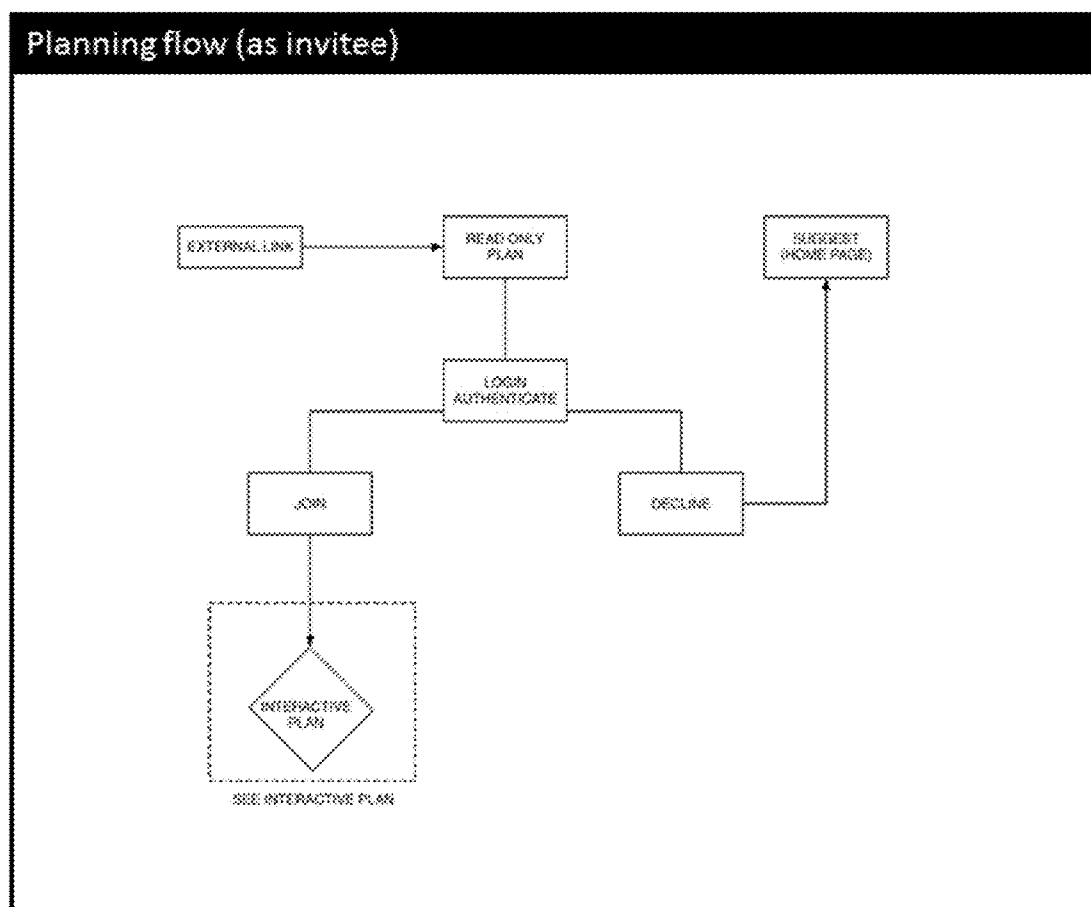 Planning flow (as invitee)
EXTERNAL LINK
READ ONLY
PLAN
SUGGEST
(HOME PAGE)
LOGIN
AUTHENTICATE
JOIN
DECLINE
INTERACTIVE
PLAN
SEE INTERACTIVE PLAN